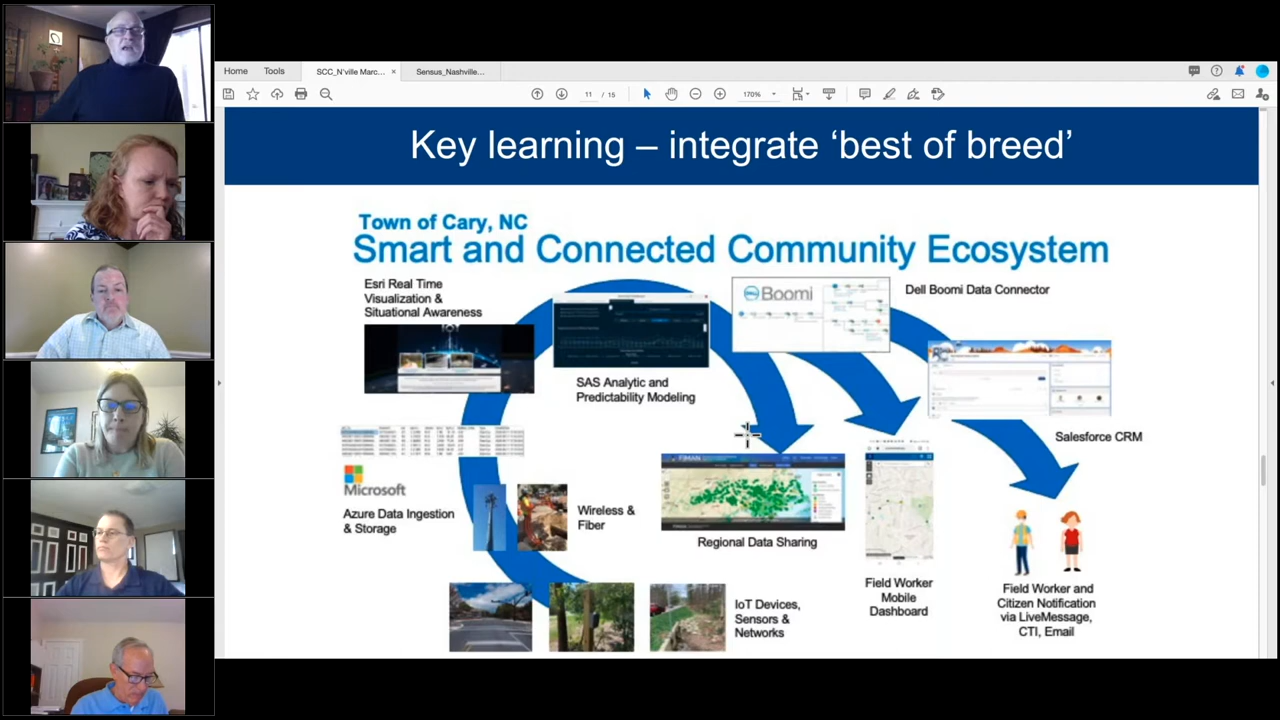 Home
Tools
SCC_N'ville Marc...
×
Sensus_Nashville...
11 / 15
170%
Key learning – integrate 'best of breed'
Town of Cary, NC
Smart and Connected Community Ecosystem
Esri Real Time
Visualization &
Situational Awareness
SAS Analytic and
Predictability Modeling
DELL Boomi
Dell Boomi Data Connector
Salesforce CRM
Microsoft
Azure Data Ingestion
& Storage
Wireless &
Fiber
FIMAN
Regional Data Sharing
IoT Devices,
Sensors &
Networks
Field Worker
Mobile
Dashboard
Field Worker and
Citizen Notification
via LiveMessage,
CTI, Email